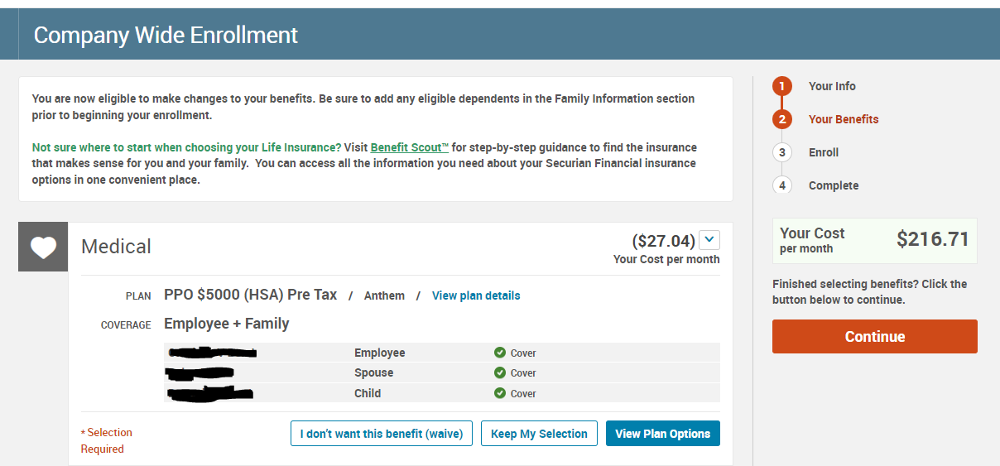 Company Wide Enrollment
You are now eligible to make changes to your benefits. Be sure to add any eligible dependents in the Family Information section
prior to beginning your enrollment.
Not sure where to start when choosing your Life Insurance? Visit Benefit Scout™ for step-by-step guidance to find the insurance
that makes sense for you and your family. You can access all the information you need about your Securian Financial insurance
options in one convenient place.
Medical
($27.04)
Your Cost per month
PLAN PPO $5000 (HSA) Pre Tax / Anthem / View plan details
COVERAGE Employee + Family
Employee Cover
Spouse Cover
Child Cover
* Selection
Required
I don't want this benefit (waive) Keep My Selection View Plan Options
1 Your Info
2 Your Benefits
3 Enroll
4 Complete
Your Cost
per month
$216.71
Finished selecting benefits? Click the
button below to continue.
Continue